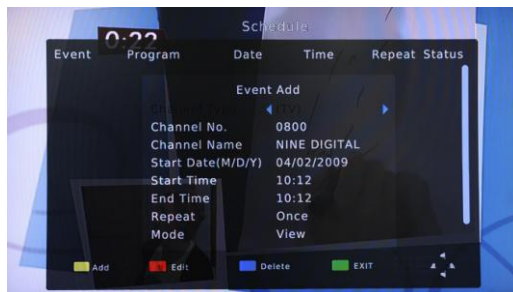 Schedule
0:22
Event Program Date Time Repeat Status
Event Add
Channel Type (TV)
Channel No. 0800
Channel Name NINE DIGITAL
Start Date(M/D/Y) 04/02/2009
Start Time 10:12
End Time 10:12
Repeat Once
Mode View
Add Edit Delete EXIT